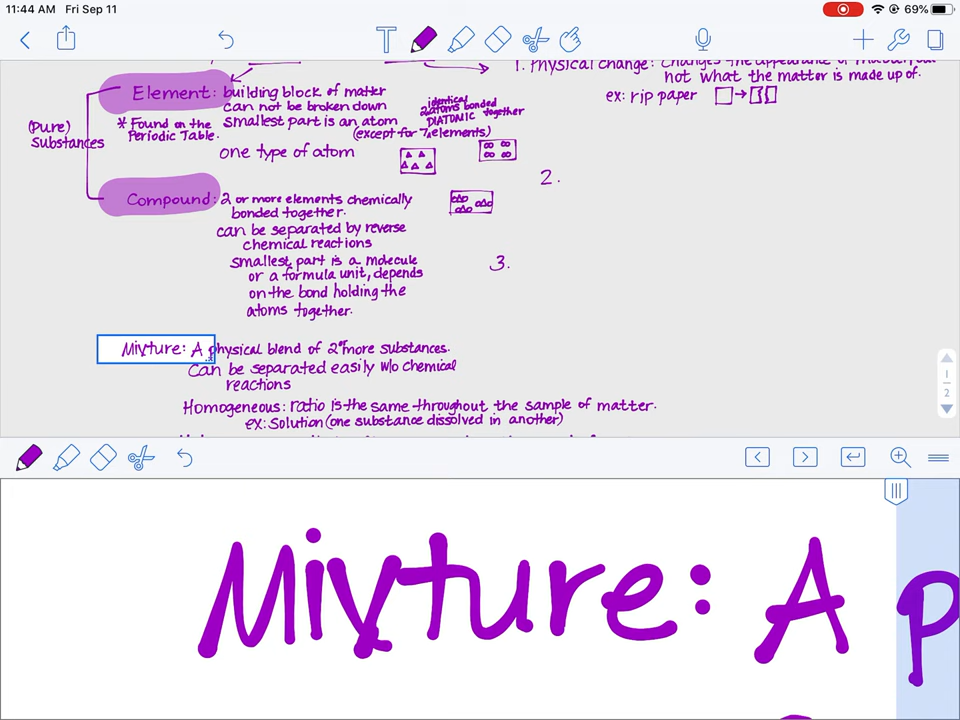 11:44 AM Fri Sep 11
69%
T
1. Physical change: changes the appearance of
not what the matter is made up of.
ex: rip paper
Element: building block of matter
can not be broken down
smallest part is an atom
(except for 7 elements)
identical
2 atoms bonded
DIATONIC together
* Found on the
Periodic Table.
(Pure)
Substances
one type of atom
2.
Compound: 2 or more elements chemically
bonded together.
can be separated by reverse
chemical reactions
smallest part is a molecule
or a formula unit, depends
on the bond holding the
atoms together.
3.
Mixture: A physical blend of 2 or more substances.
Can be separated easily w/o chemical
reactions
Homogeneous: ratio is the same throughout the sample of matter.
ex: Solution (one substance dissolved in another)
1
2
Mixture: A p